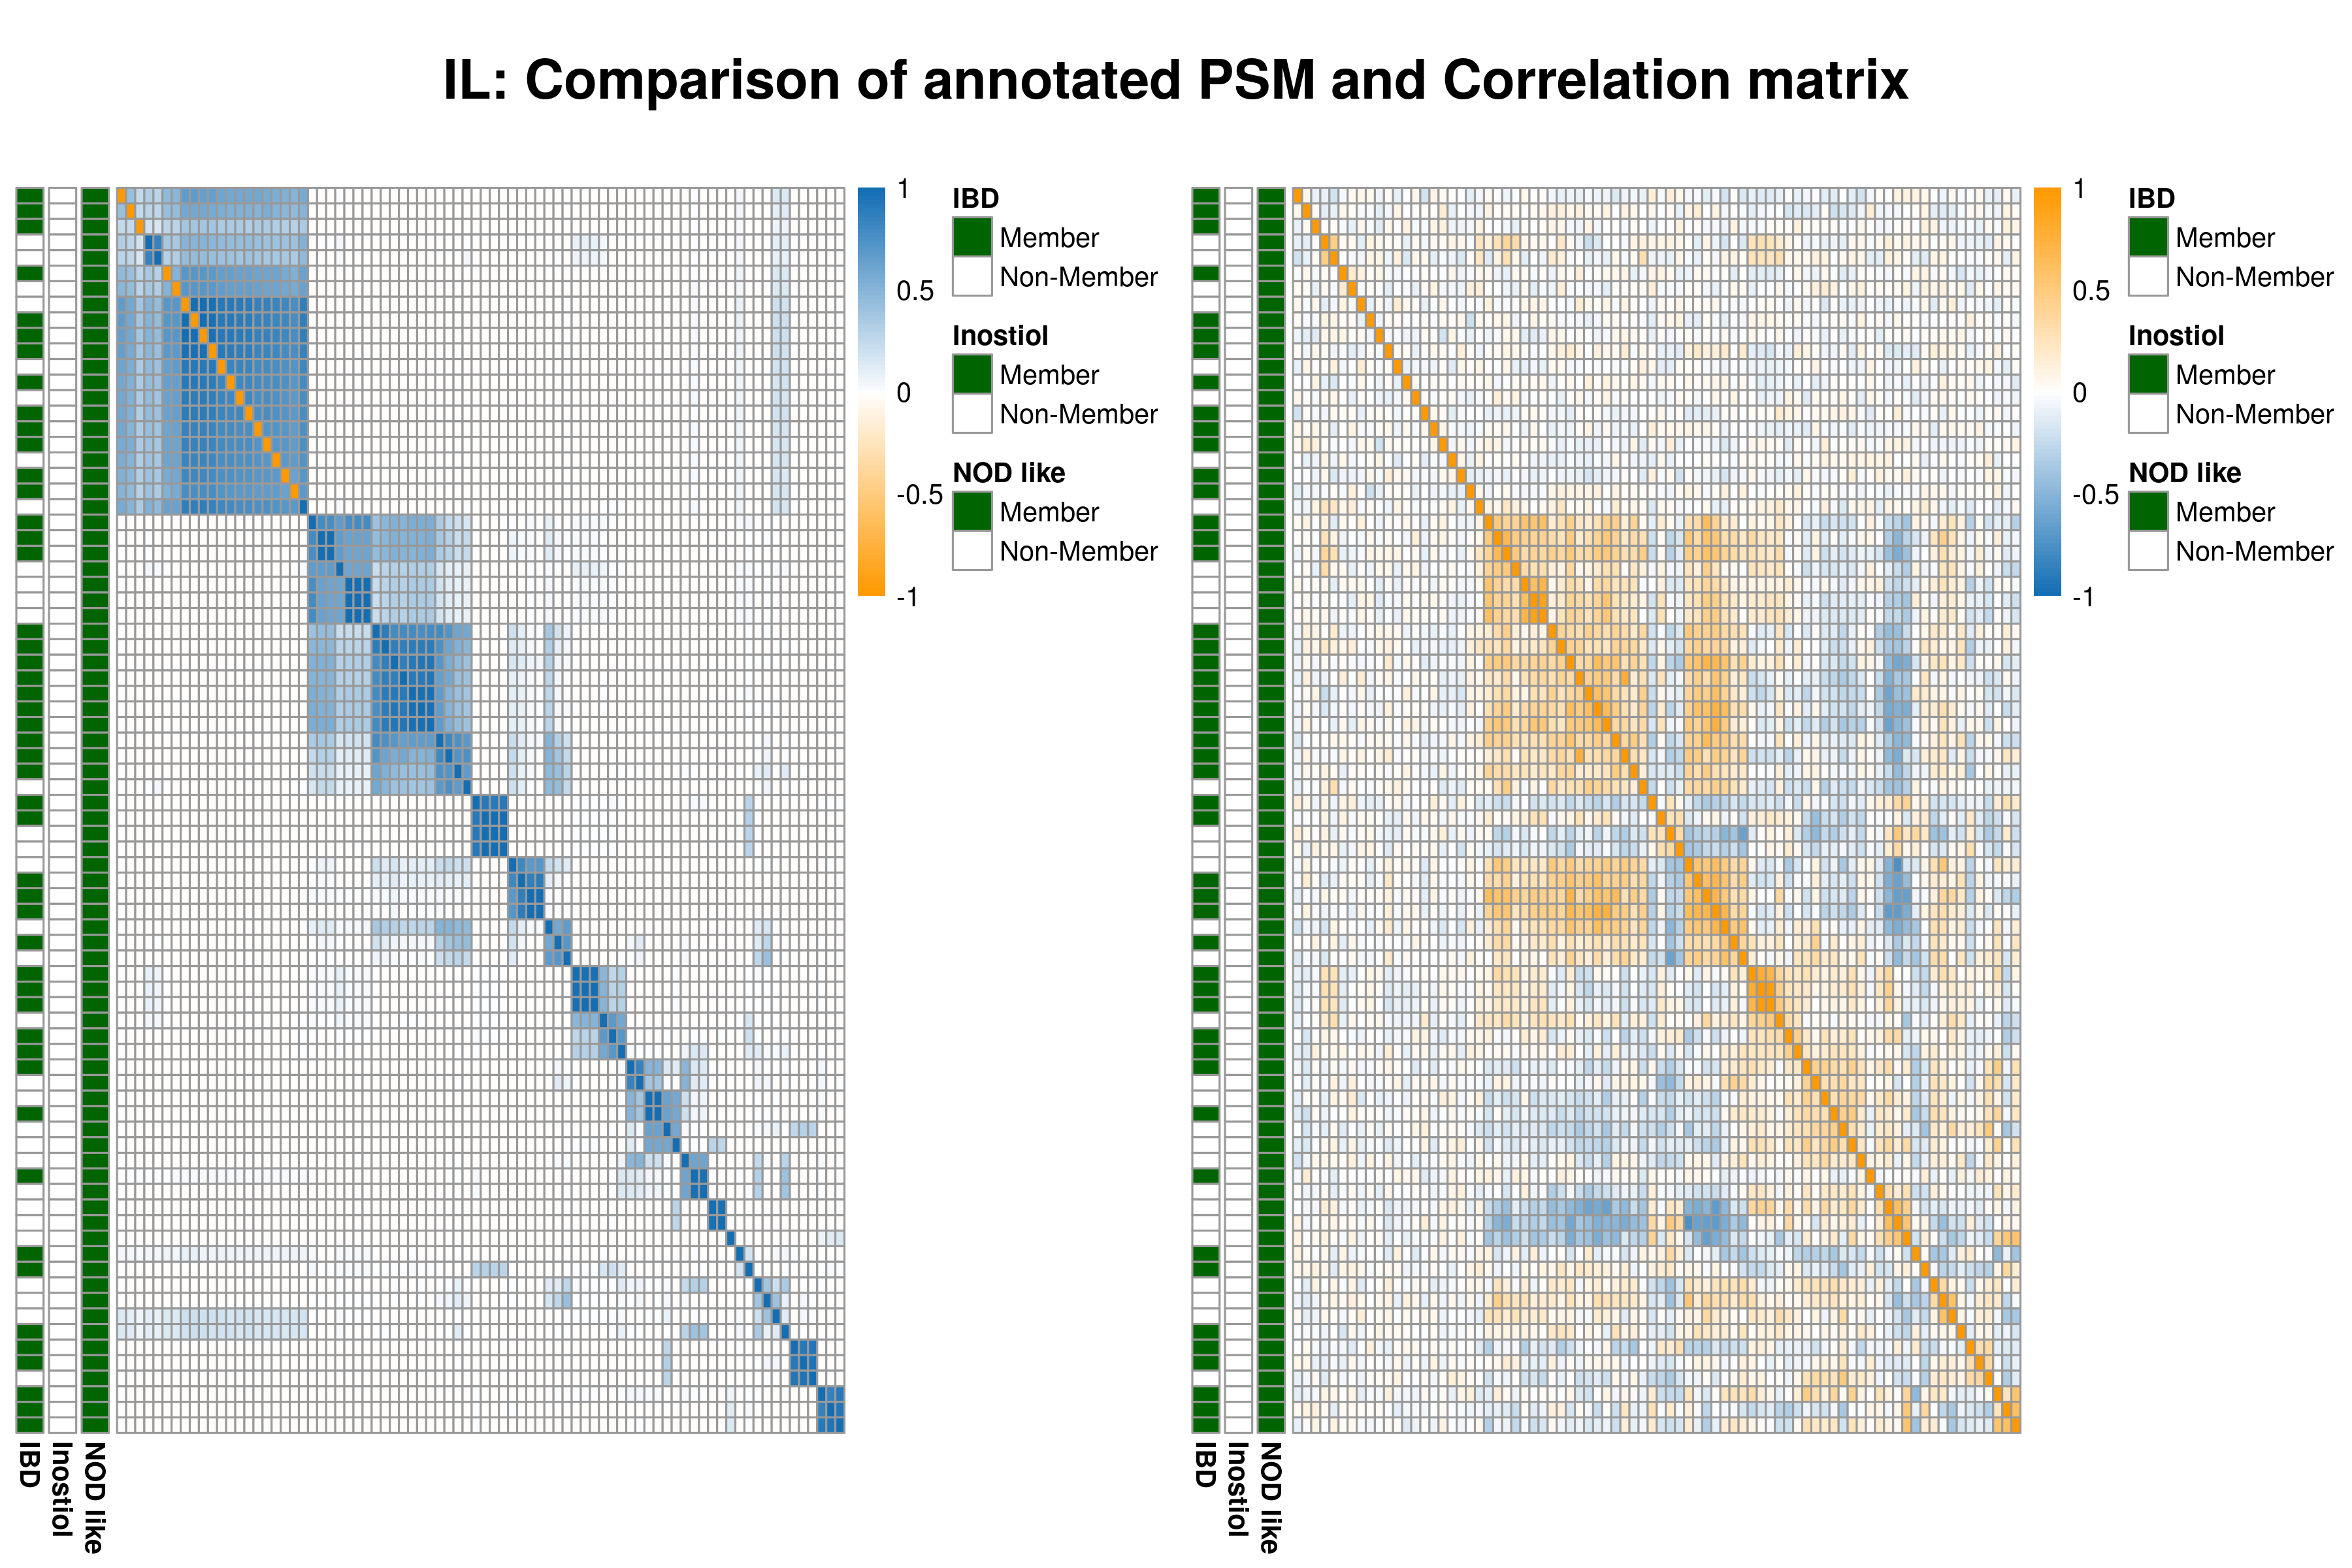 IL: Comparison of annotated PSM and Correlation matrix
1
0.5
0
-0.5
-1
IBD
Member
Non-Member
Inostiol
Member
Non-Member
NOD like
Member
Non-Member
IBD
Inostiol
NOD like
1
0.5
0
-0.5
-1
IBD
Member
Non-Member
Inostiol
Member
Non-Member
NOD like
Member
Non-Member
IBD
Inostiol
NOD like